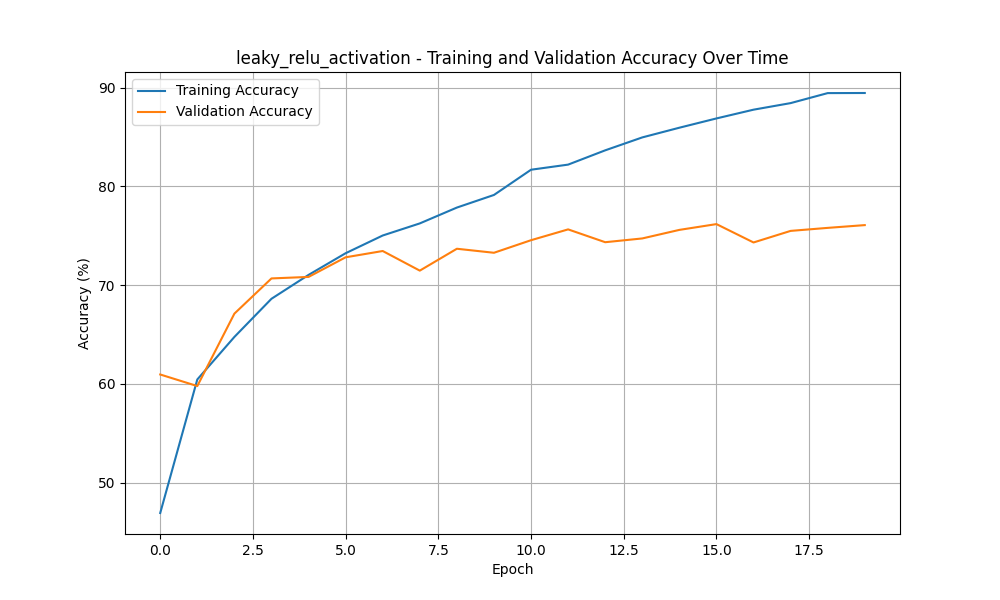 leaky_relu_activation - Training and Validation Accuracy Over Time
Training Accuracy
Validation Accuracy
90
80
70
60
50
Accuracy (%)
0.0 2.5 5.0 7.5 10.0 12.5 15.0 17.5
Epoch